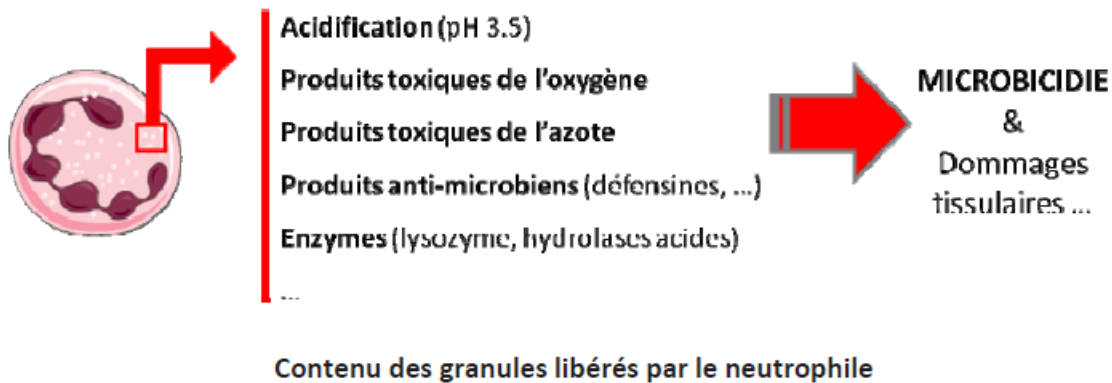 Acidification (pH 3.5)
Produits toxiques de l’oxygène
Produits toxiques de l’azote
Produits anti-microbiens (défensines, ...)
Enzymes (lysozyme, hydrolases acides)
...
MICROBICIDIE
&
Dommages
tissulaires ...
Contenu des granules libérés par le neutrophile